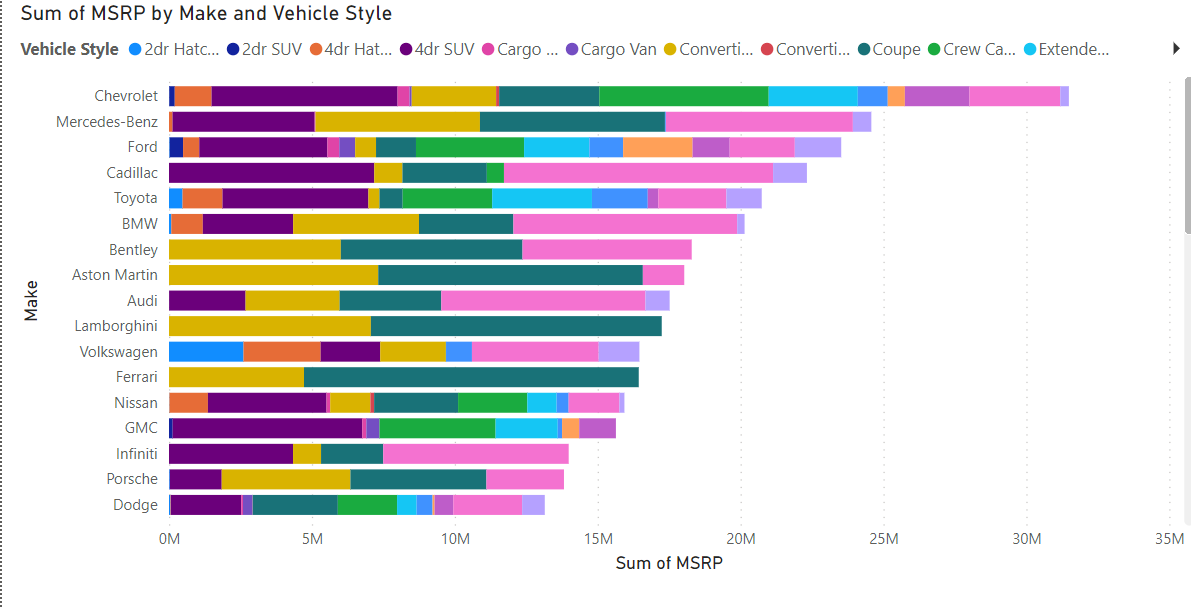 Sum of MSRP by Make and Vehicle Style
Vehicle Style 2dr Hatc... 2dr SUV 4dr Hat... 4dr SUV Cargo ... Cargo Van Converti... Converti... Coupe Crew Ca... Extende...
Chevrolet
Mercedes-Benz
Ford
Cadillac
Toyota
BMW
Bentley
Aston Martin
Audi
Lamborghini
Volkswagen
Ferrari
Nissan
GMC
Infiniti
Porsche
Dodge
Make
0M 5M 10M 15M 20M 25M 30M 35M
Sum of MSRP